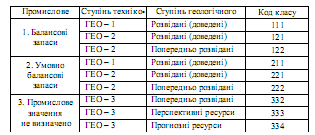 Промислове | Ступінь техніко- | Ступінь геологічного | Код класу
1. Балансові запаси | ГЕО – 1 | Розвідані (доведені) | 111
ГЕО – 2 | Розвідані (доведені) | 121
ГЕО – 2 | Попередньо розвідані | 122
2. Умовно балансові запаси | ГЕО – 1 | Розвідані (доведені) | 211
ГЕО – 2 | Розвідані (доведені) | 221
ГЕО – 2 | Попередньо розвідані | 222
3. Промислове значення не визначено | ГЕО – 3 | Попередньо розвідані | 332
ГЕО – 3 | Перспективні ресурси | 333
ГЕО – 3 | Прогнозні ресурси | 334